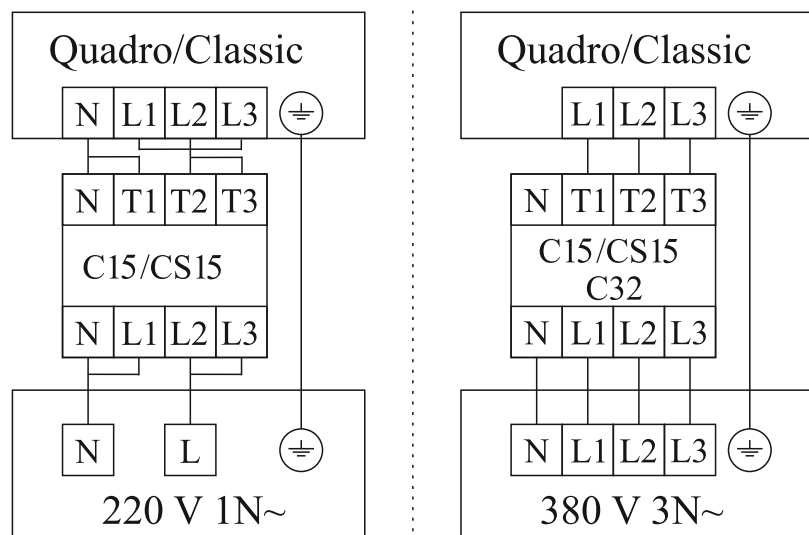 Quadro/Classic
N L1 L2 L3
N T1 T2 T3
C15/CS15
N L1 L2 L3
N L
220 V 1N~
Quadro/Classic
L1 L2 L3
N T1 T2 T3
C15/CS15
C32
N L1 L2 L3
N L1 L2 L3
380 V 3N~